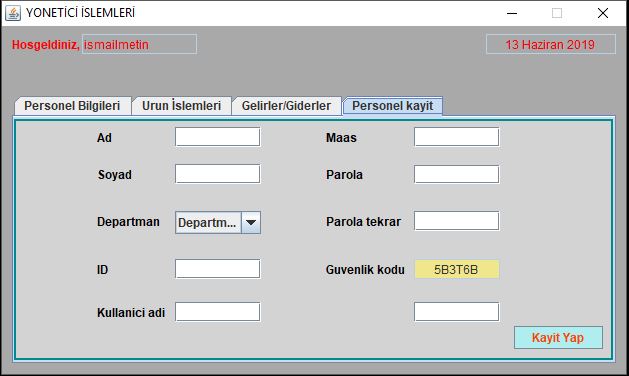 YONETİCİ İSLEMLERİ
Hosgeldiniz, ismailmetin
13 Haziran 2019
Personel Bilgileri
Urun İslemleri
Gelirler/Giderler
Personel kayit
Ad
Maas
Soyad
Parola
Departman
Departm...
Parola tekrar
ID
Guvenlik kodu
5B3T6B
Kullanici adi
Kayit Yap